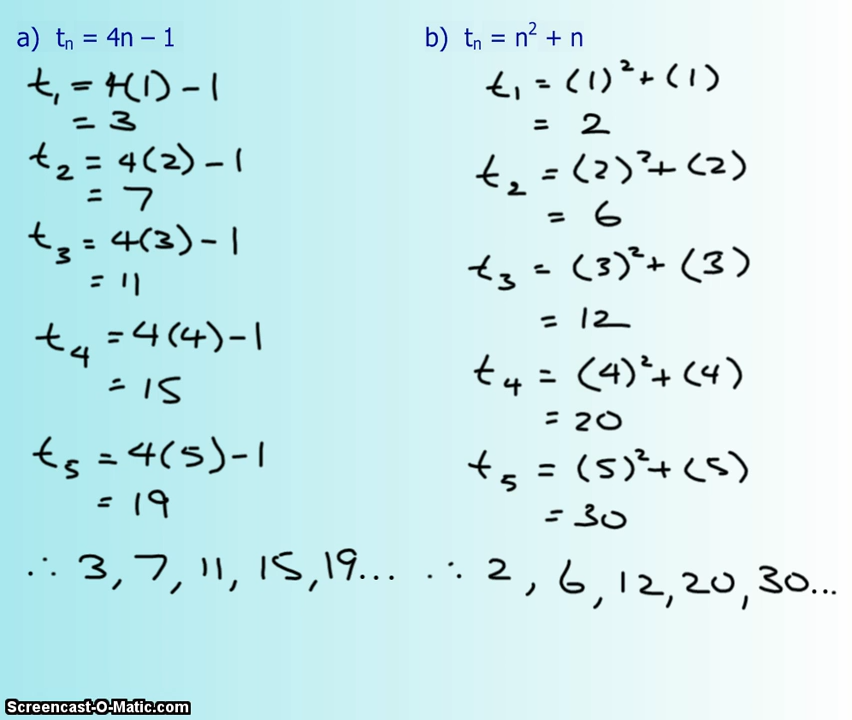 a) tₙ = 4n – 1
t₁ = 4(1) – 1
= 3
t₂ = 4(2) – 1
= 7
t₃ = 4(3) – 1
= 11
t₄ = 4(4) – 1
= 15
t₅ = 4(5) – 1
= 19
∴ 3, 7, 11, 15, 19...
b) tₙ = n² + n
t₁ = (1)² + (1)
= 2
t₂ = (2)² + (2)
= 6
t₃ = (3)² + (3)
= 12
t₄ = (4)² + (4)
= 20
t₅ = (5)² + (5)
= 30
∴ 2, 6, 12, 20, 30...
Screencast-O-Matic.com